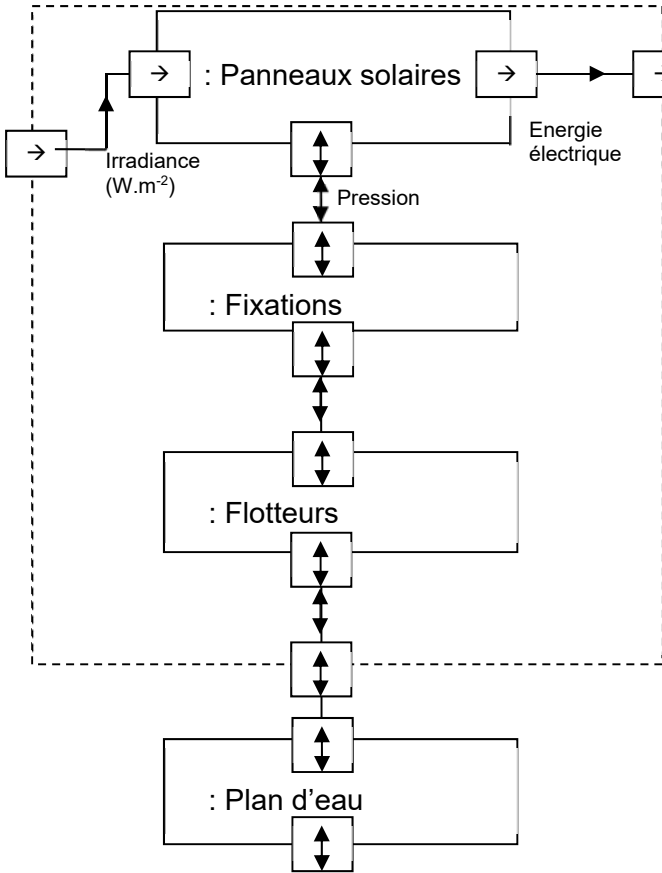 : Panneaux solaires
Energie
électrique
Irradiance
(W.m-2)
Pression
: Fixations
: Flotteurs
: Plan d'eau